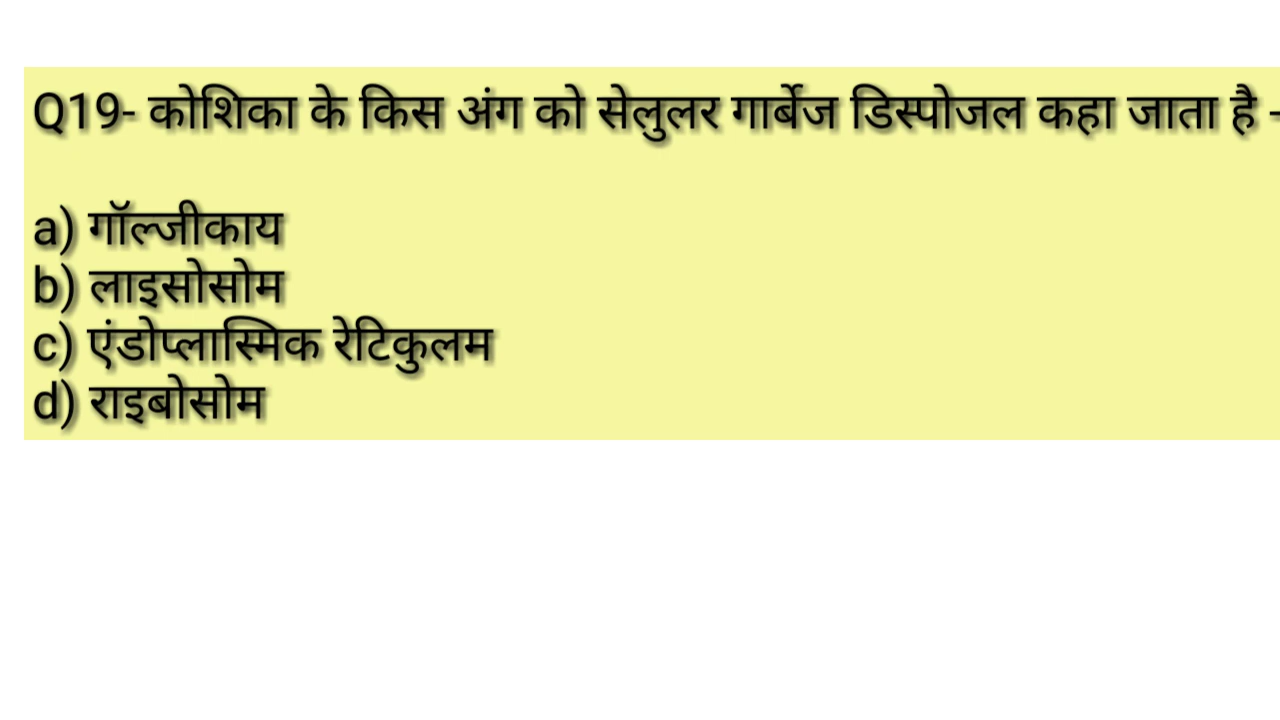 Q19- कोशिका के किस अंग को सेलुलर गार्बेज डिस्पोजल कहा जाता है -
a) गॉल्जीकाय
b) लाइसोसोम
c) एंडोप्लास्मिक रेटिकुलम
d) राइबोसोम